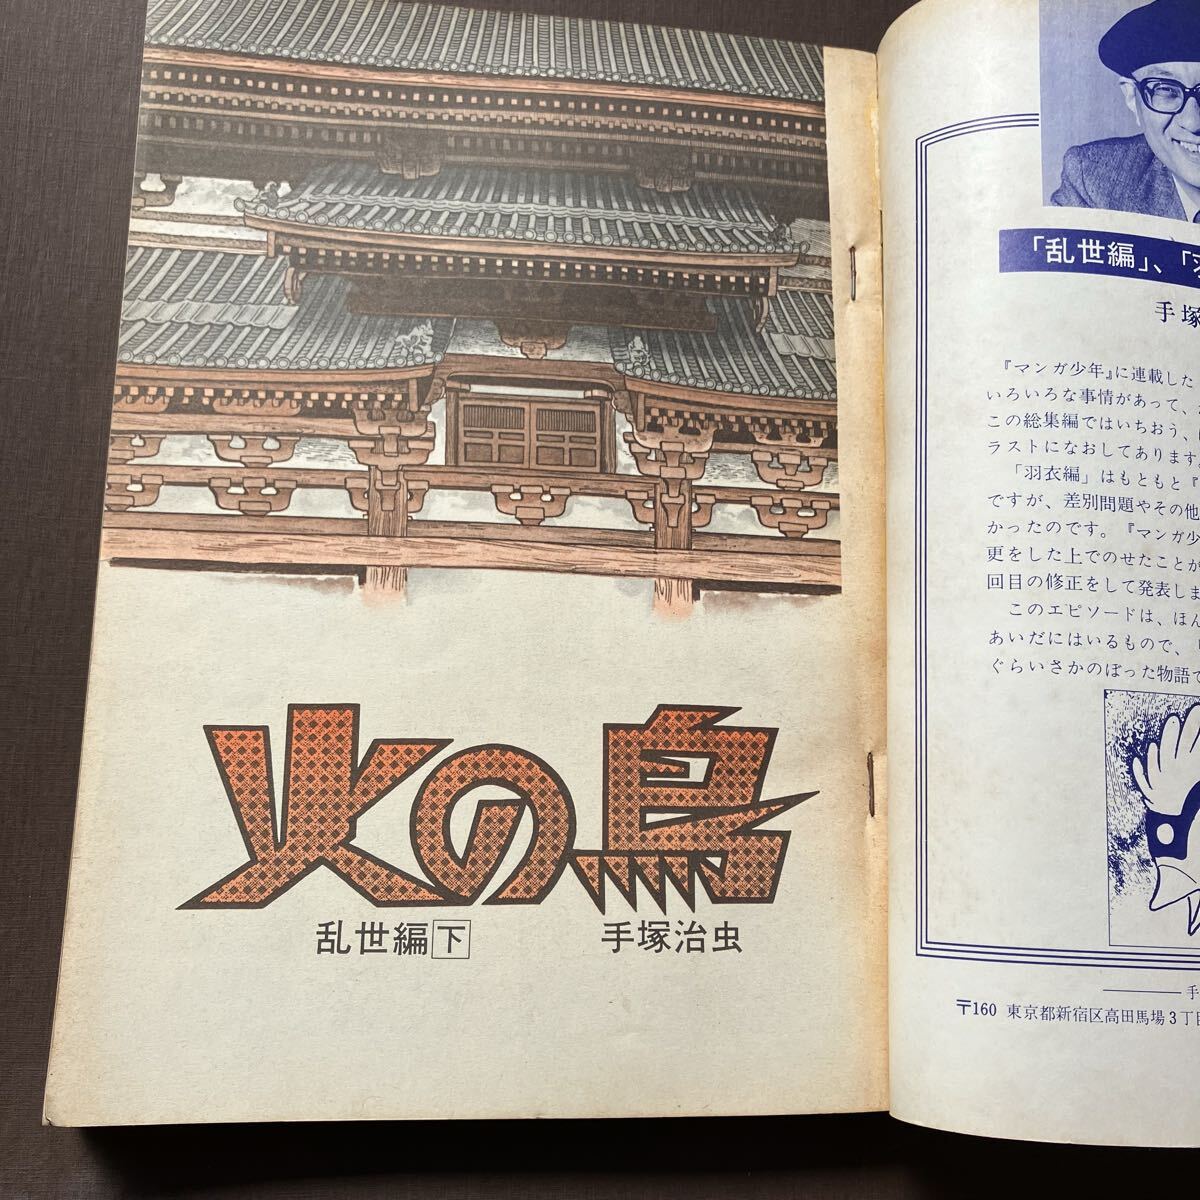 火の鳥
乱世編下
手塚治虫
「乱世編」、「羽
手塚
『マンガ少年』に連載した
いろいろな事情があって、
この総集編ではいちおう、
ラストになおしてあります
「羽衣編」はもともと『
ですが、差別問題やその他
かったのです。『マンガ少
更をした上でのせたことが
回目の修正をして発表しま
このエピソードは、ほん
あいだにはいるもので、
ぐらいさかのぼった物語で
手
〒160 東京都新宿区高田馬場3丁目